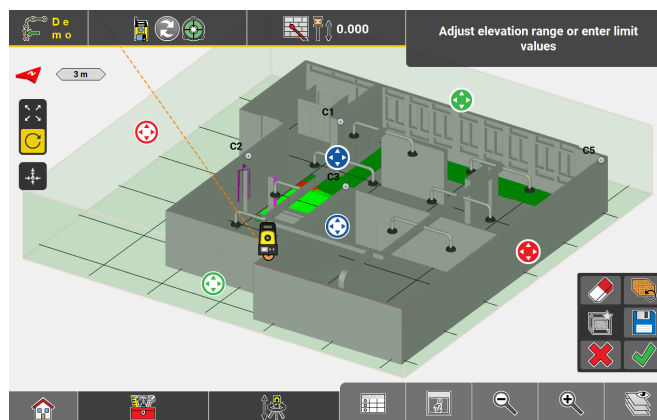 De
mo
0.000
Adjust elevation range or enter limit
values
3 m
C1
C2
C5
C3